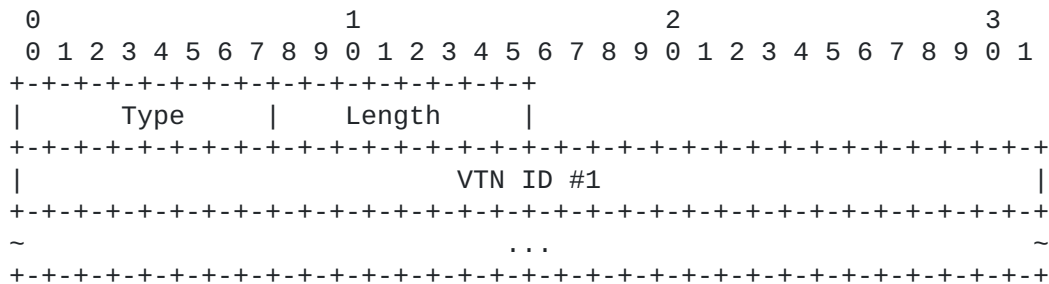 0                   1                   2                   3
 0 1 2 3 4 5 6 7 8 9 0 1 2 3 4 5 6 7 8 9 0 1 2 3 4 5 6 7 8 9 0 1
+-+-+-+-+-+-+-+-+-+-+-+-+-+-+-+-+
|      Type     |    Length     |
+-+-+-+-+-+-+-+-+-+-+-+-+-+-+-+-+-+-+-+-+-+-+-+-+-+-+-+-+-+-+-+-+
|                           VTN ID #1                           |
+-+-+-+-+-+-+-+-+-+-+-+-+-+-+-+-+-+-+-+-+-+-+-+-+-+-+-+-+-+-+-+-+
~                              ...                              ~
+-+-+-+-+-+-+-+-+-+-+-+-+-+-+-+-+-+-+-+-+-+-+-+-+-+-+-+-+-+-+-+-+